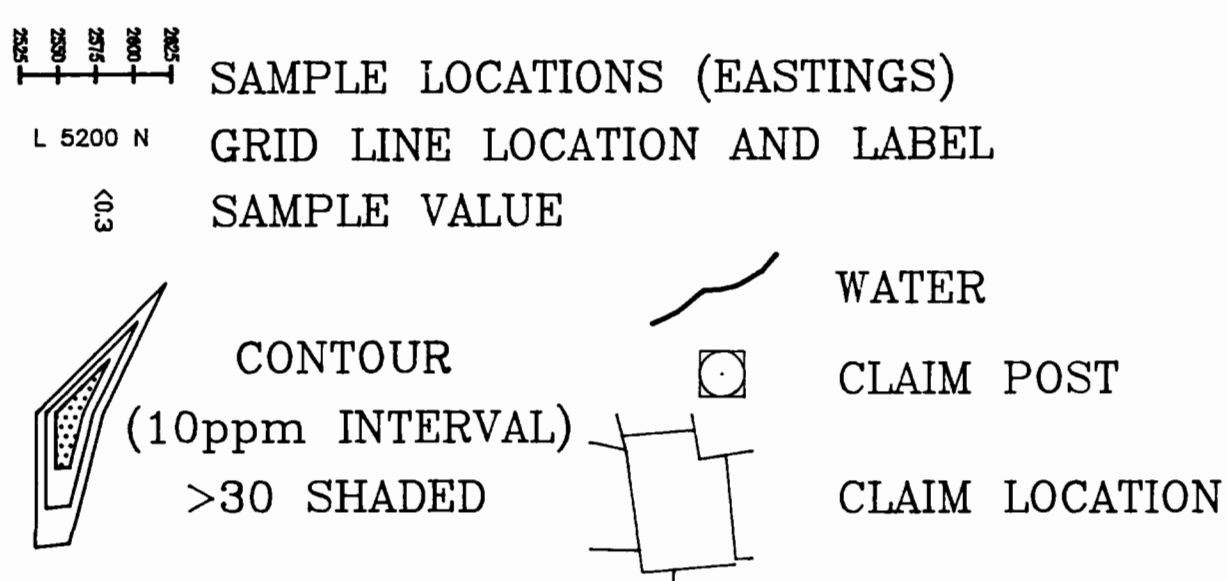 2525 2550 2575 2600 2625
SAMPLE LOCATIONS (EASTINGS)
L 5200 N GRID LINE LOCATION AND LABEL
<0.3 SAMPLE VALUE
WATER
CONTOUR
(10ppm INTERVAL)
>30 SHADED
CLAIM POST
CLAIM LOCATION